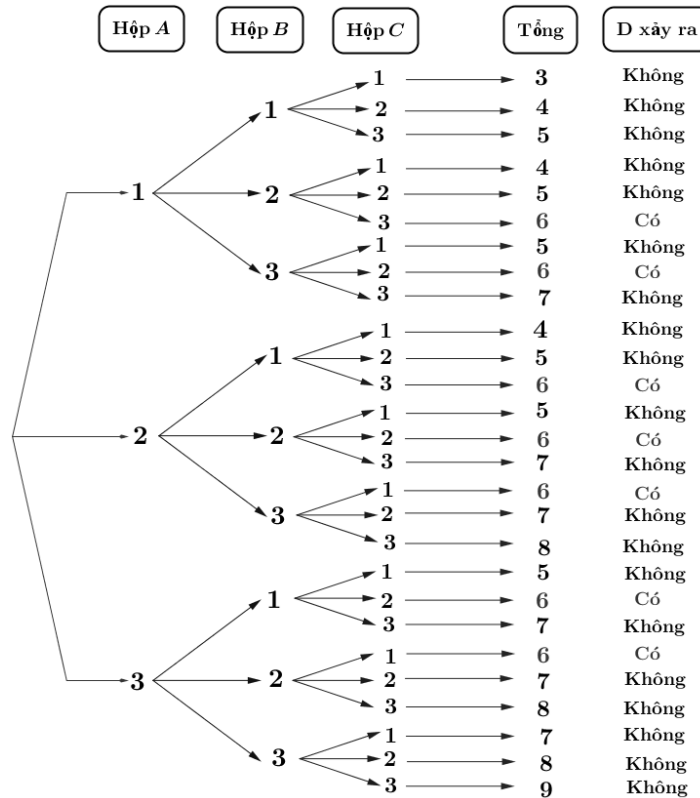 Hộp A Hộp B Hộp C Tổng D xảy ra
1 3 Không
1 2 4 Không
3 5 Không
1 4 Không
1 2 2 5 Không
3 6 Có
1 5 Không
3 2 6 Có
3 7 Không
1 4 Không
1 2 5 Không
3 6 Có
1 5 Không
2 2 2 6 Có
3 7 Không
1 6 Có
3 2 7 Không
3 8 Không
1 5 Không
1 2 6 Có
3 7 Không
1 6 Có
3 2 2 7 Không
3 8 Không
1 7 Không
3 2 8 Không
3 9 Không